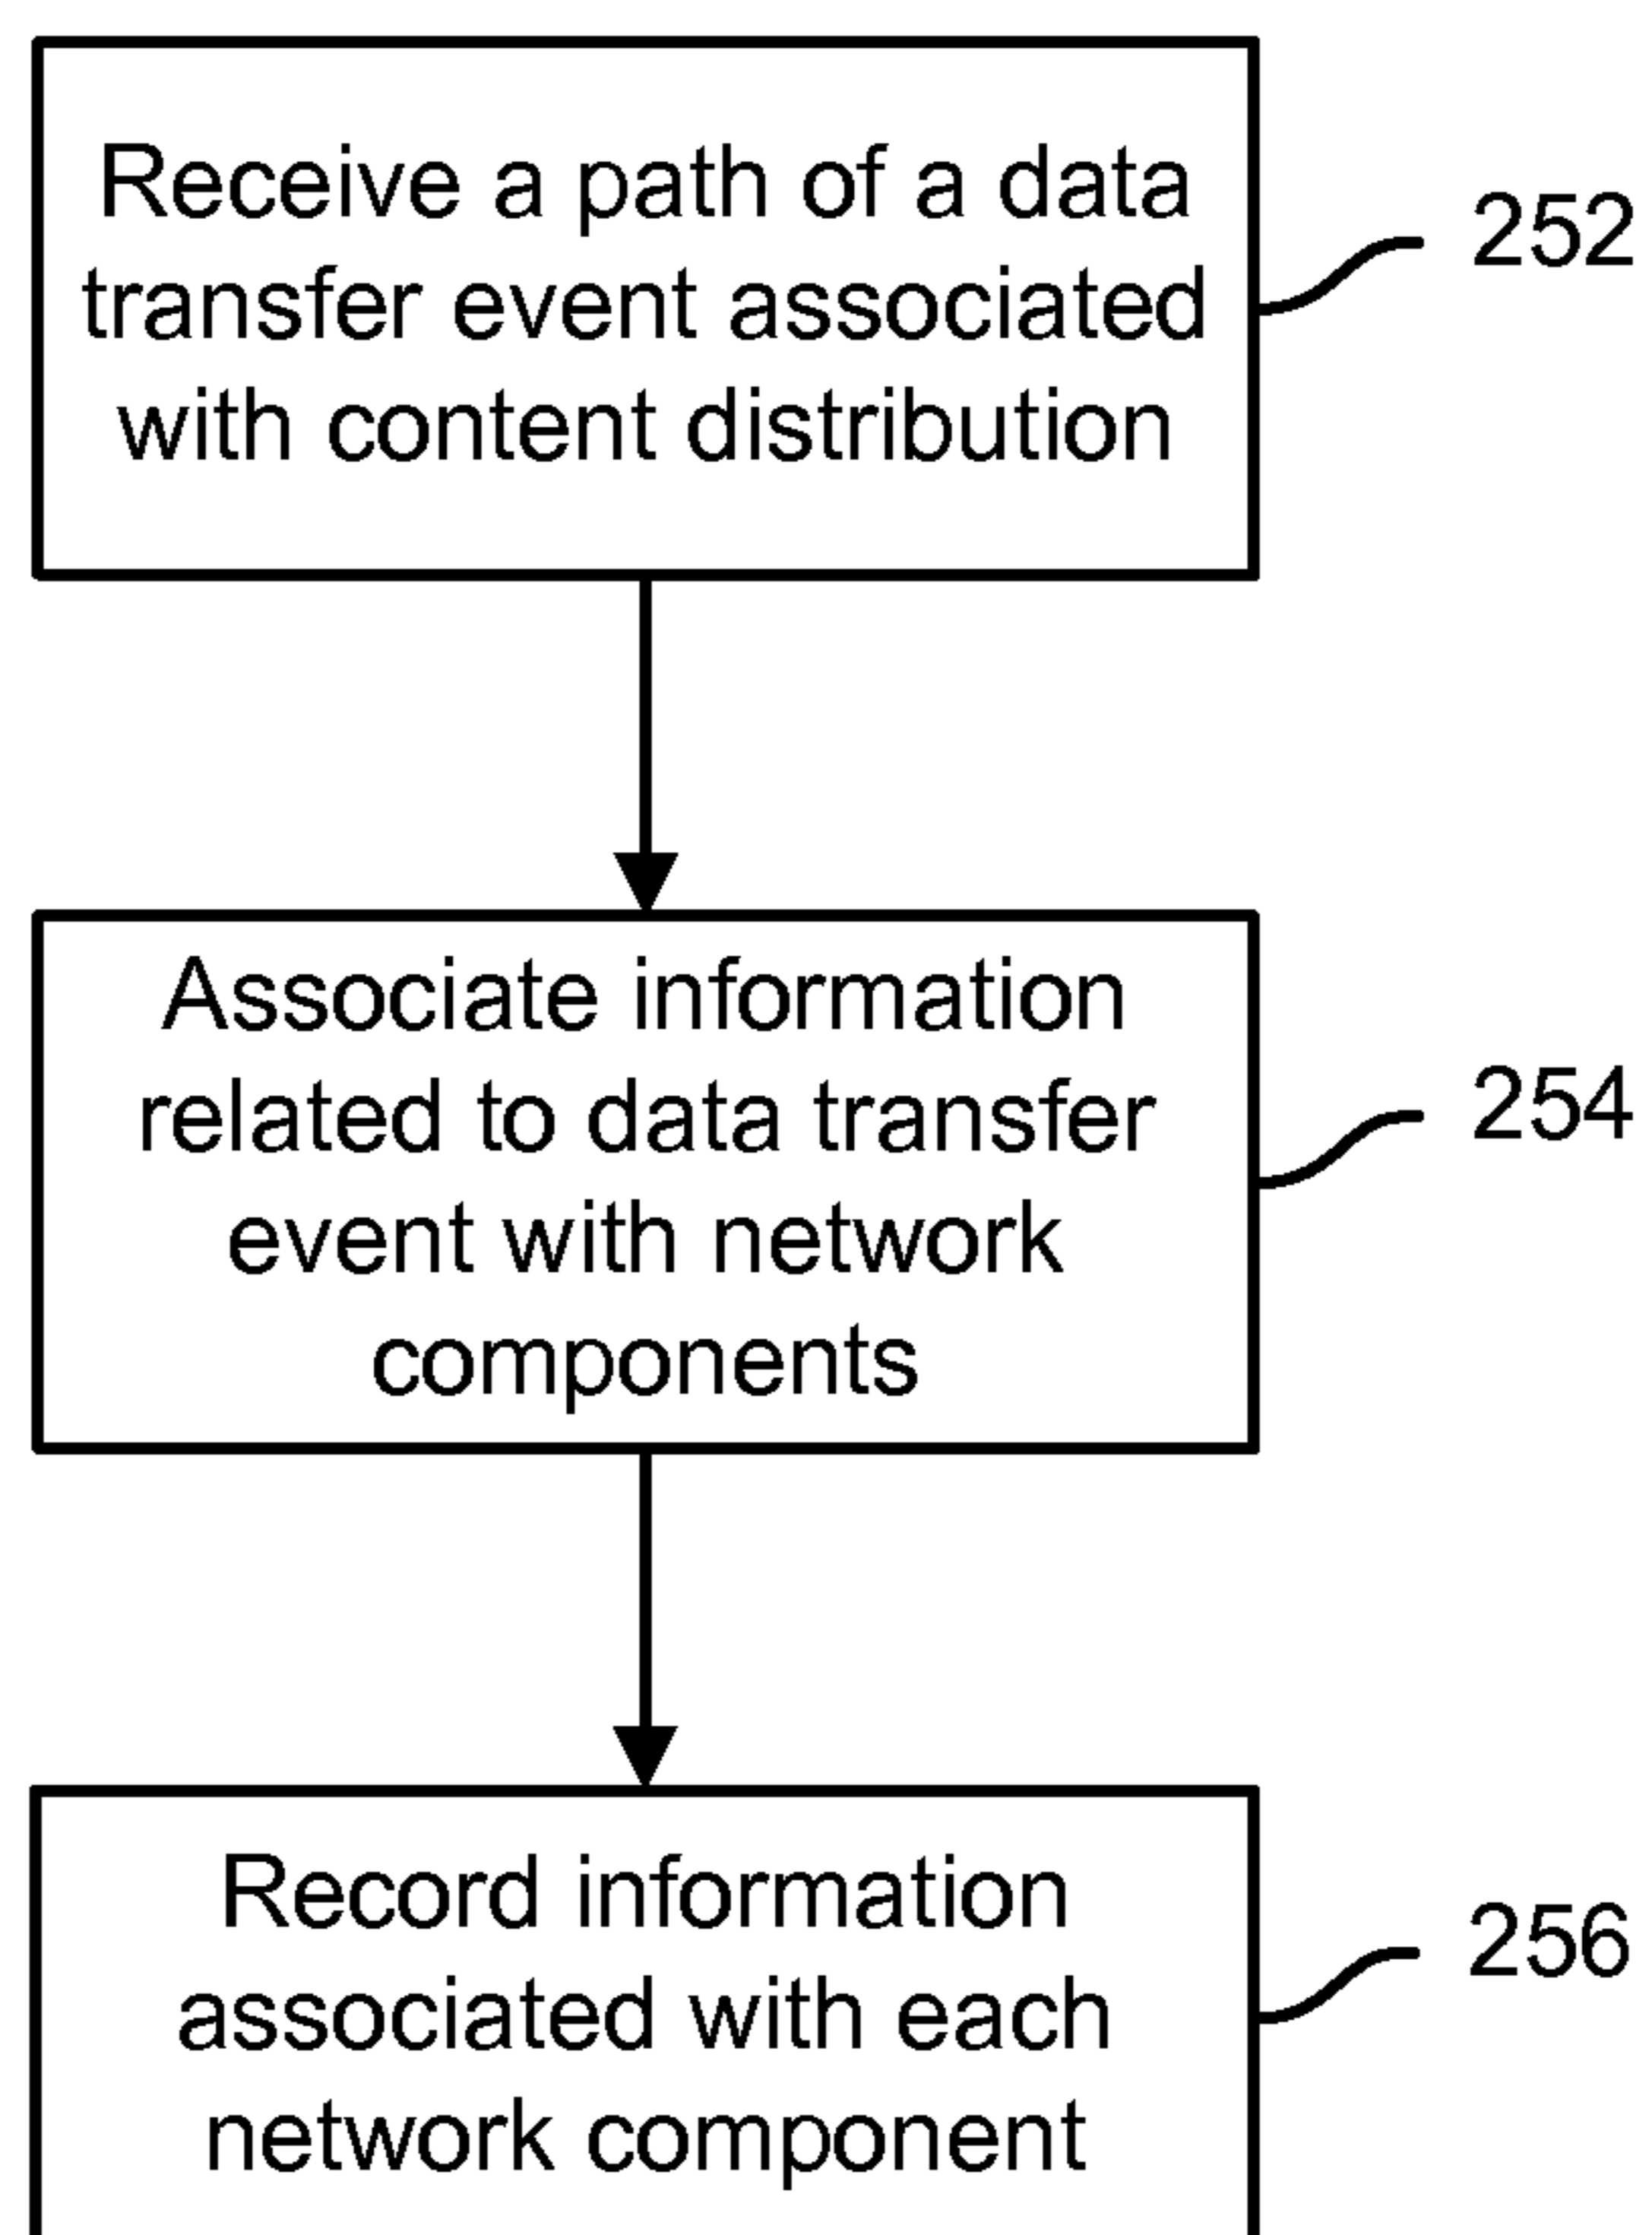 Receive a path of a data
transfer event associated
with content distribution
252
Associate information
related to data transfer
event with network
components
254
Record information
associated with each
network component
256